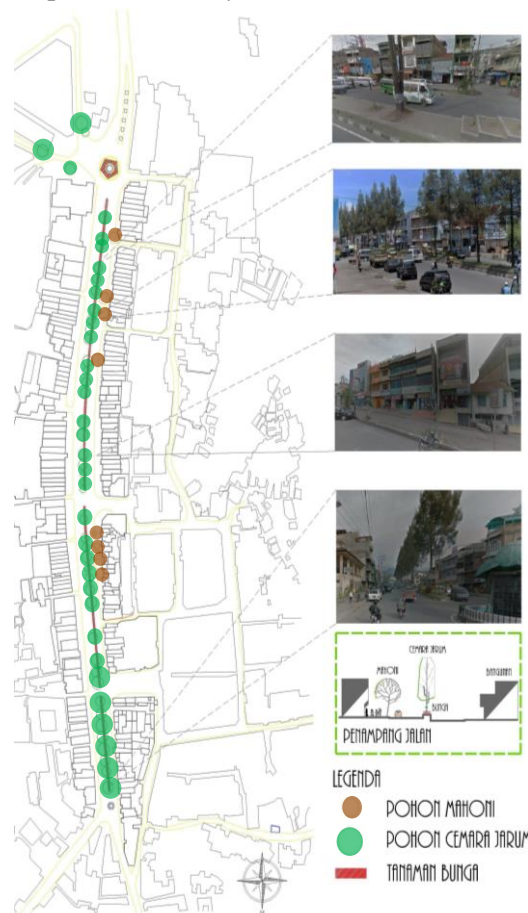 CEMARA JARUM
MAHONI
BANGUNAN
BUNGA
PENAMPANG JALAN
LEGENDA
POHON MAHONI
POHON CEMARA JARUM
TANAMAN BUNGA